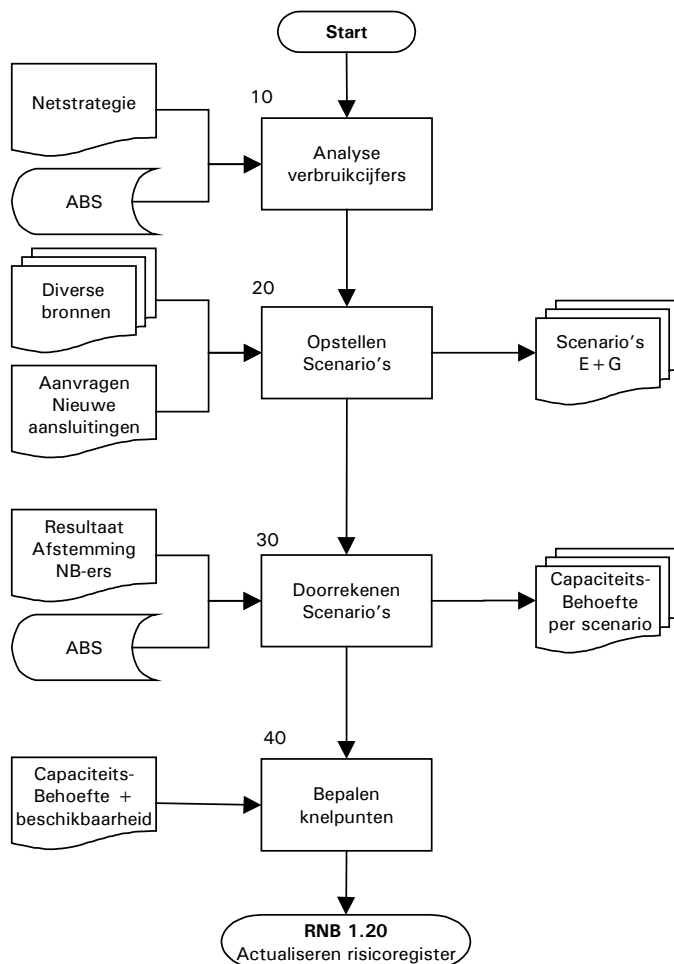 Start
10
Netstrategie
Analyse
verbruikcijfers
ABS
20
Diverse
bronnen
Opstellen
Scenario's
Scenario's
E+G
Aanvragen
Nieuwe
aansluitingen
30
Resultaat
Afstemming
NB-ers
Doorrekenen
Scenario's
Capaciteits-
Behoefte
per scenario
ABS
40
Capaciteits-
Behoefte +
beschikbaarheid
Bepalen
knelpunten
RNB 1.20
Actualiseren risicoregister